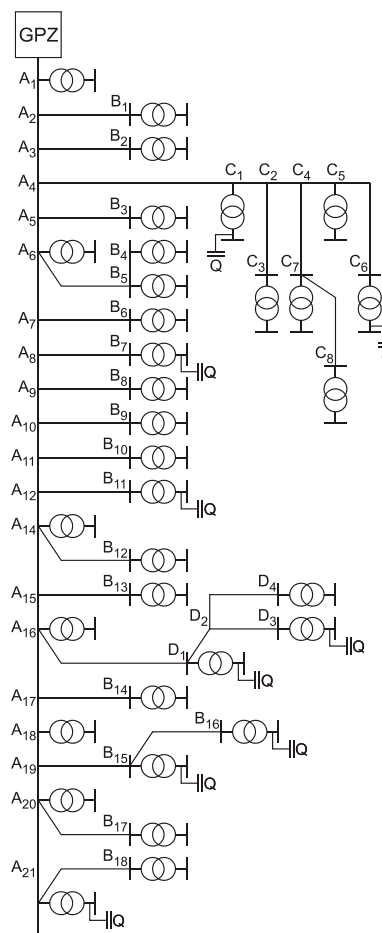 GPZ
A1
A2 B1
A3 B2
A4 C1 C2 C4 C5
Q
A5 B3
A6 B4
B5
C3 C7 C6
Q
A7 B6
A8 B7
Q
C8
A9 B8
A10 B9
A11 B10
A12 B11
Q
A14
B12
A15 B13
D4
A16 D2 D3
Q
D1
Q
A17 B14
A18 B16
Q
A19 B15
Q
A20
B17
A21 B18
Q